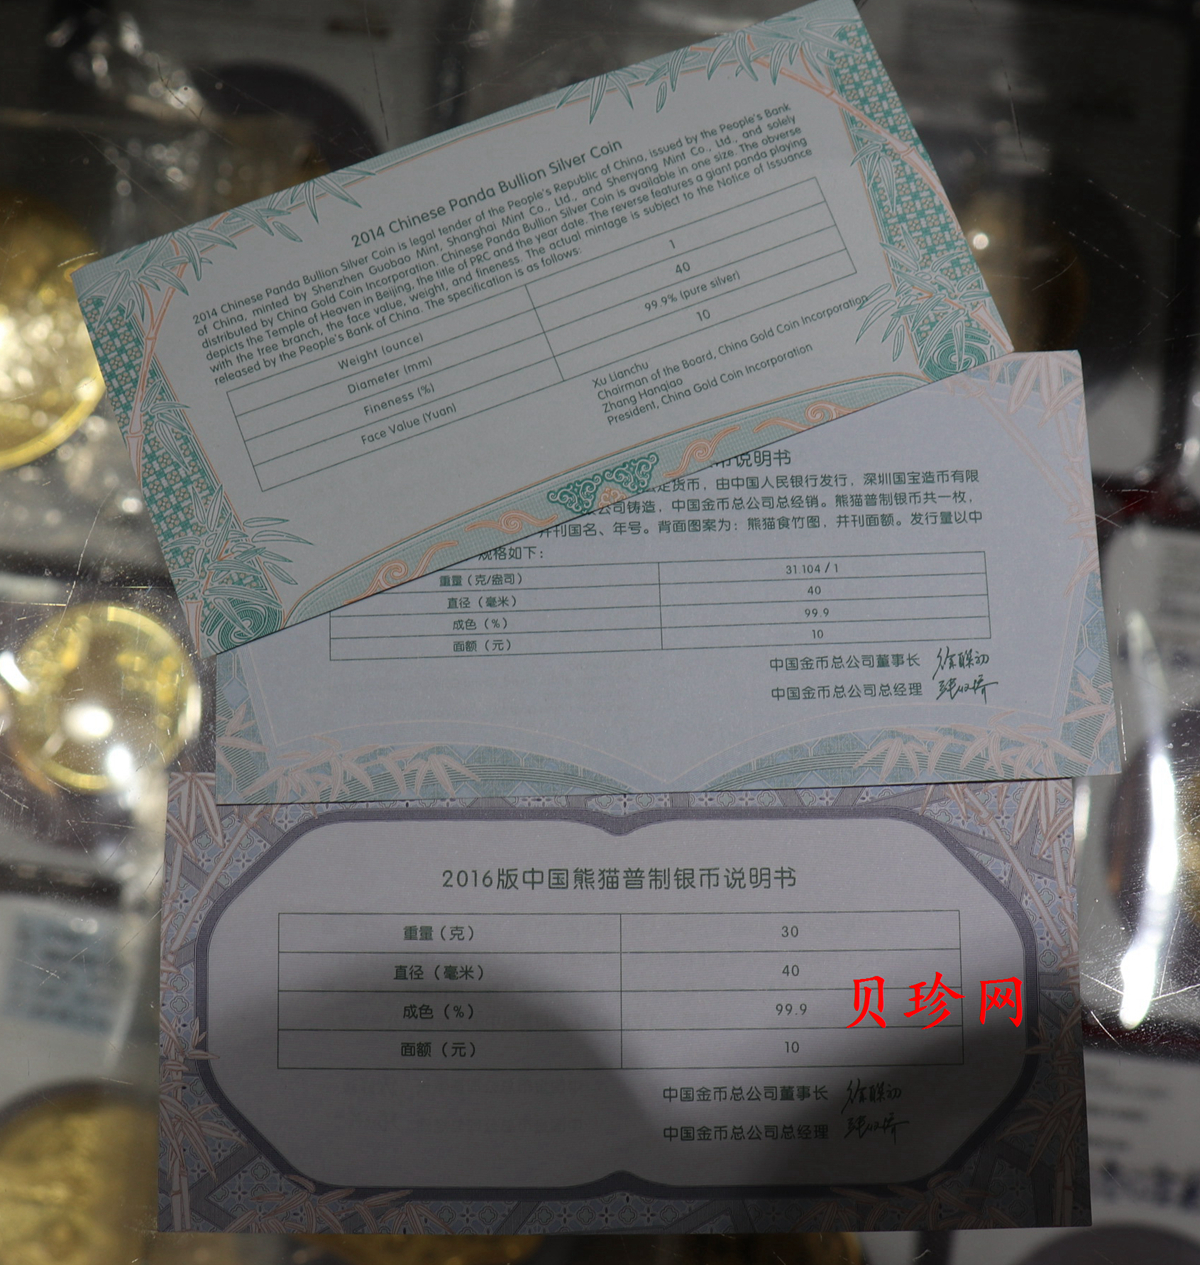 2014 Chinese Panda Bullion Silver Coin
2014 Chinese Panda Bullion Silver Coin is legal tender of the People's Republic of China, issued by the People's Bank
of China, minted by Shenzhen Guobao Mint, Shanghai Mint Co., Ltd., and Shenyang Mint Co., Ltd., and solely
distributed by China Gold Coin Incorporation. Chinese Panda Bullion Silver Coin is available in one size. The obverse
depicts the Temple of Heaven in Beijing, the title of PRC and the year date. The reverse features a giant panda playing
with the tree branch, the face value, weight, and fineness. The actual mintage is subject to the Notice of Issuance
released by the People's Bank of China. The specification is as follows:
Weight (ounce) 1
Diameter (mm) 40
Fineness (%) 99.9% (pure silver)
Face Value (Yuan) 10
Xu Lianchu
Chairman of the Board, China Gold Coin Incorporation
Zhang Hanqiao
President, China Gold Coin Incorporation
币说明书
定货币，由中国人民银行发行，深圳国宝造币有限
公司铸造，中国金币总公司总经销。熊猫普制银币共一枚，
并刊国名、年号。背面图案为：熊猫食竹图，并刊面额。发行量以中
规格如下：
重量（克/盎司） 31.104 / 1
直径（毫米） 40
成色（%） 99.9
面额（元） 10
中国金币总公司董事长 徐联初
中国金币总公司总经理 张汉桥
2016版中国熊猫普制银币说明书
重量（克） 30
直径（毫米） 40
成色（%） 99.9
面额（元） 10
贝珍网
中国金币总公司董事长 徐联初
中国金币总公司总经理 张汉桥